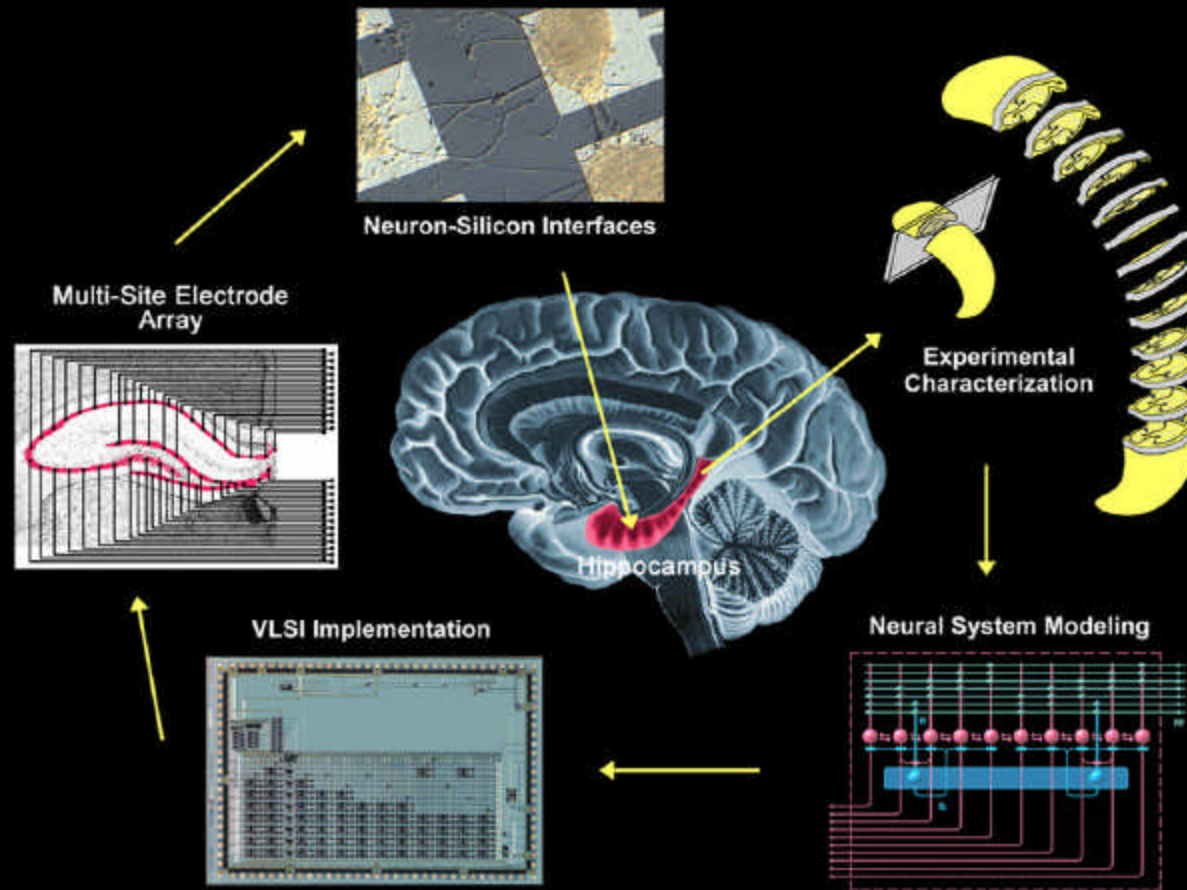 Neuron-Silicon Interfaces
Multi-Site Electrode
Array
Experimental
Characterization
Hippocampus
VLSI Implementation
Neural System Modeling